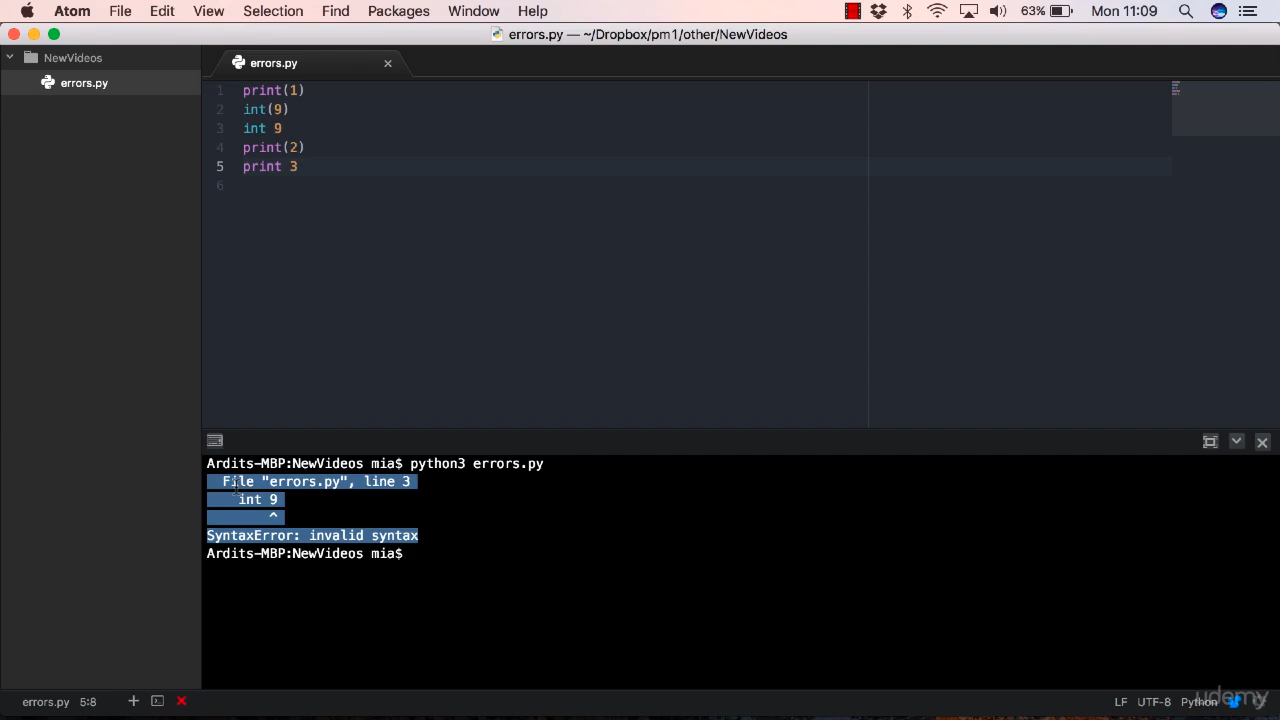 Atom File Edit View Selection Find Packages Window Help 63% Mon 11:09
errors.py — ~/Dropbox/pm1/other/NewVideos
NewVideos
errors.py
errors.py
1 print(1)
2 int(9)
3 int 9
4 print(2)
5 print 3
6
Ardits-MBP:NewVideos mia$ python3 errors.py
File "errors.py", line 3
int 9
^
SyntaxError: invalid syntax
Ardits-MBP:NewVideos mia$
errors.py 5:8 LF UTF-8 Python
udemy